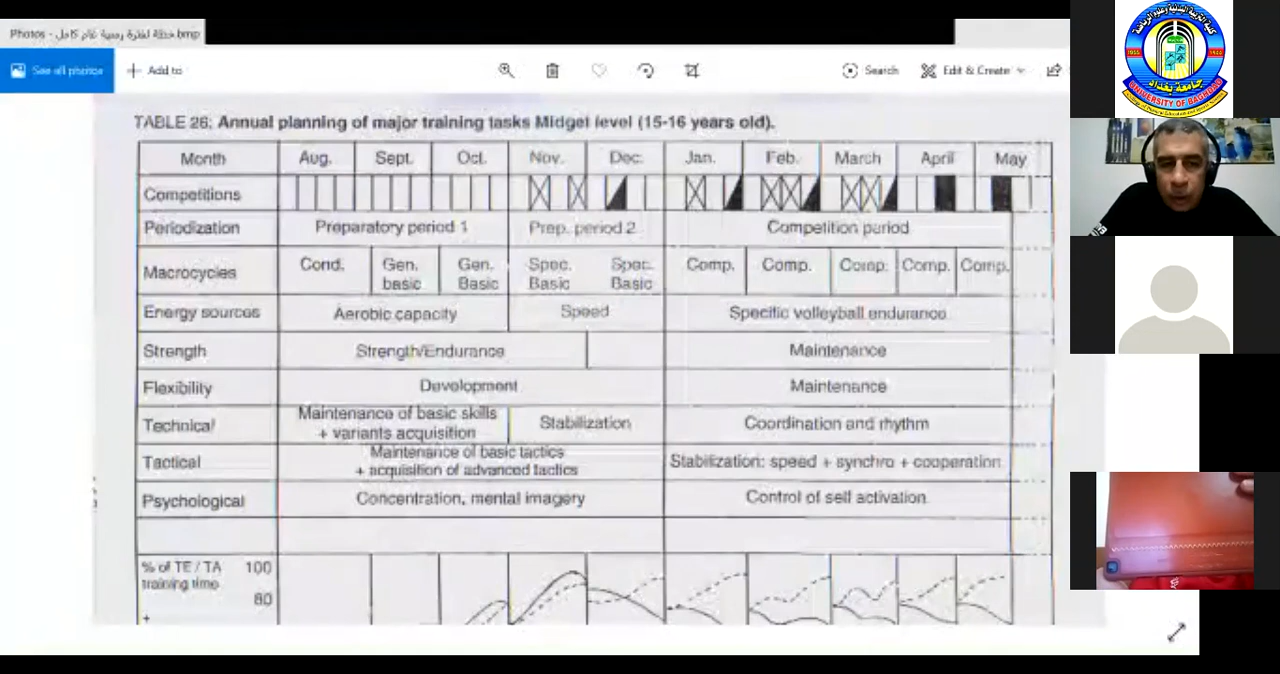 Photos - خطة لفترة رمية عام كامل.bmp
See all photos
Add to
Search
Edit & Create
TABLE 26: Annual planning of major training tasks Midget level (15-16 years old).
Month Aug. Sept. Oct. Nov. Dec. Jan. Feb. March April May
Competitions
Periodization Preparatory period 1 Prep. period 2 Competition period
Macrocycles Cond. Gen. basic Gen. Basic Spec. Basic Spec. Basic Comp. Comp. Comp. Comp. Comp.
Energy sources Aerobic capacity Speed Specific volleyball endurance
Strength Strength/Endurance Maintenance
Flexibility Development Maintenance
Technical Maintenance of basic skills + variants acquisition Stabilization Coordination and rhythm
Tactical Maintenance of basic tactics + acquisition of advanced tactics Stabilization: speed + synchro + cooperation
Psychological Concentration, mental imagery Control of self activation
% of TE / TA training time 100
80
+
جامعة بغداد
UNIVERSITY OF BAGHDAD